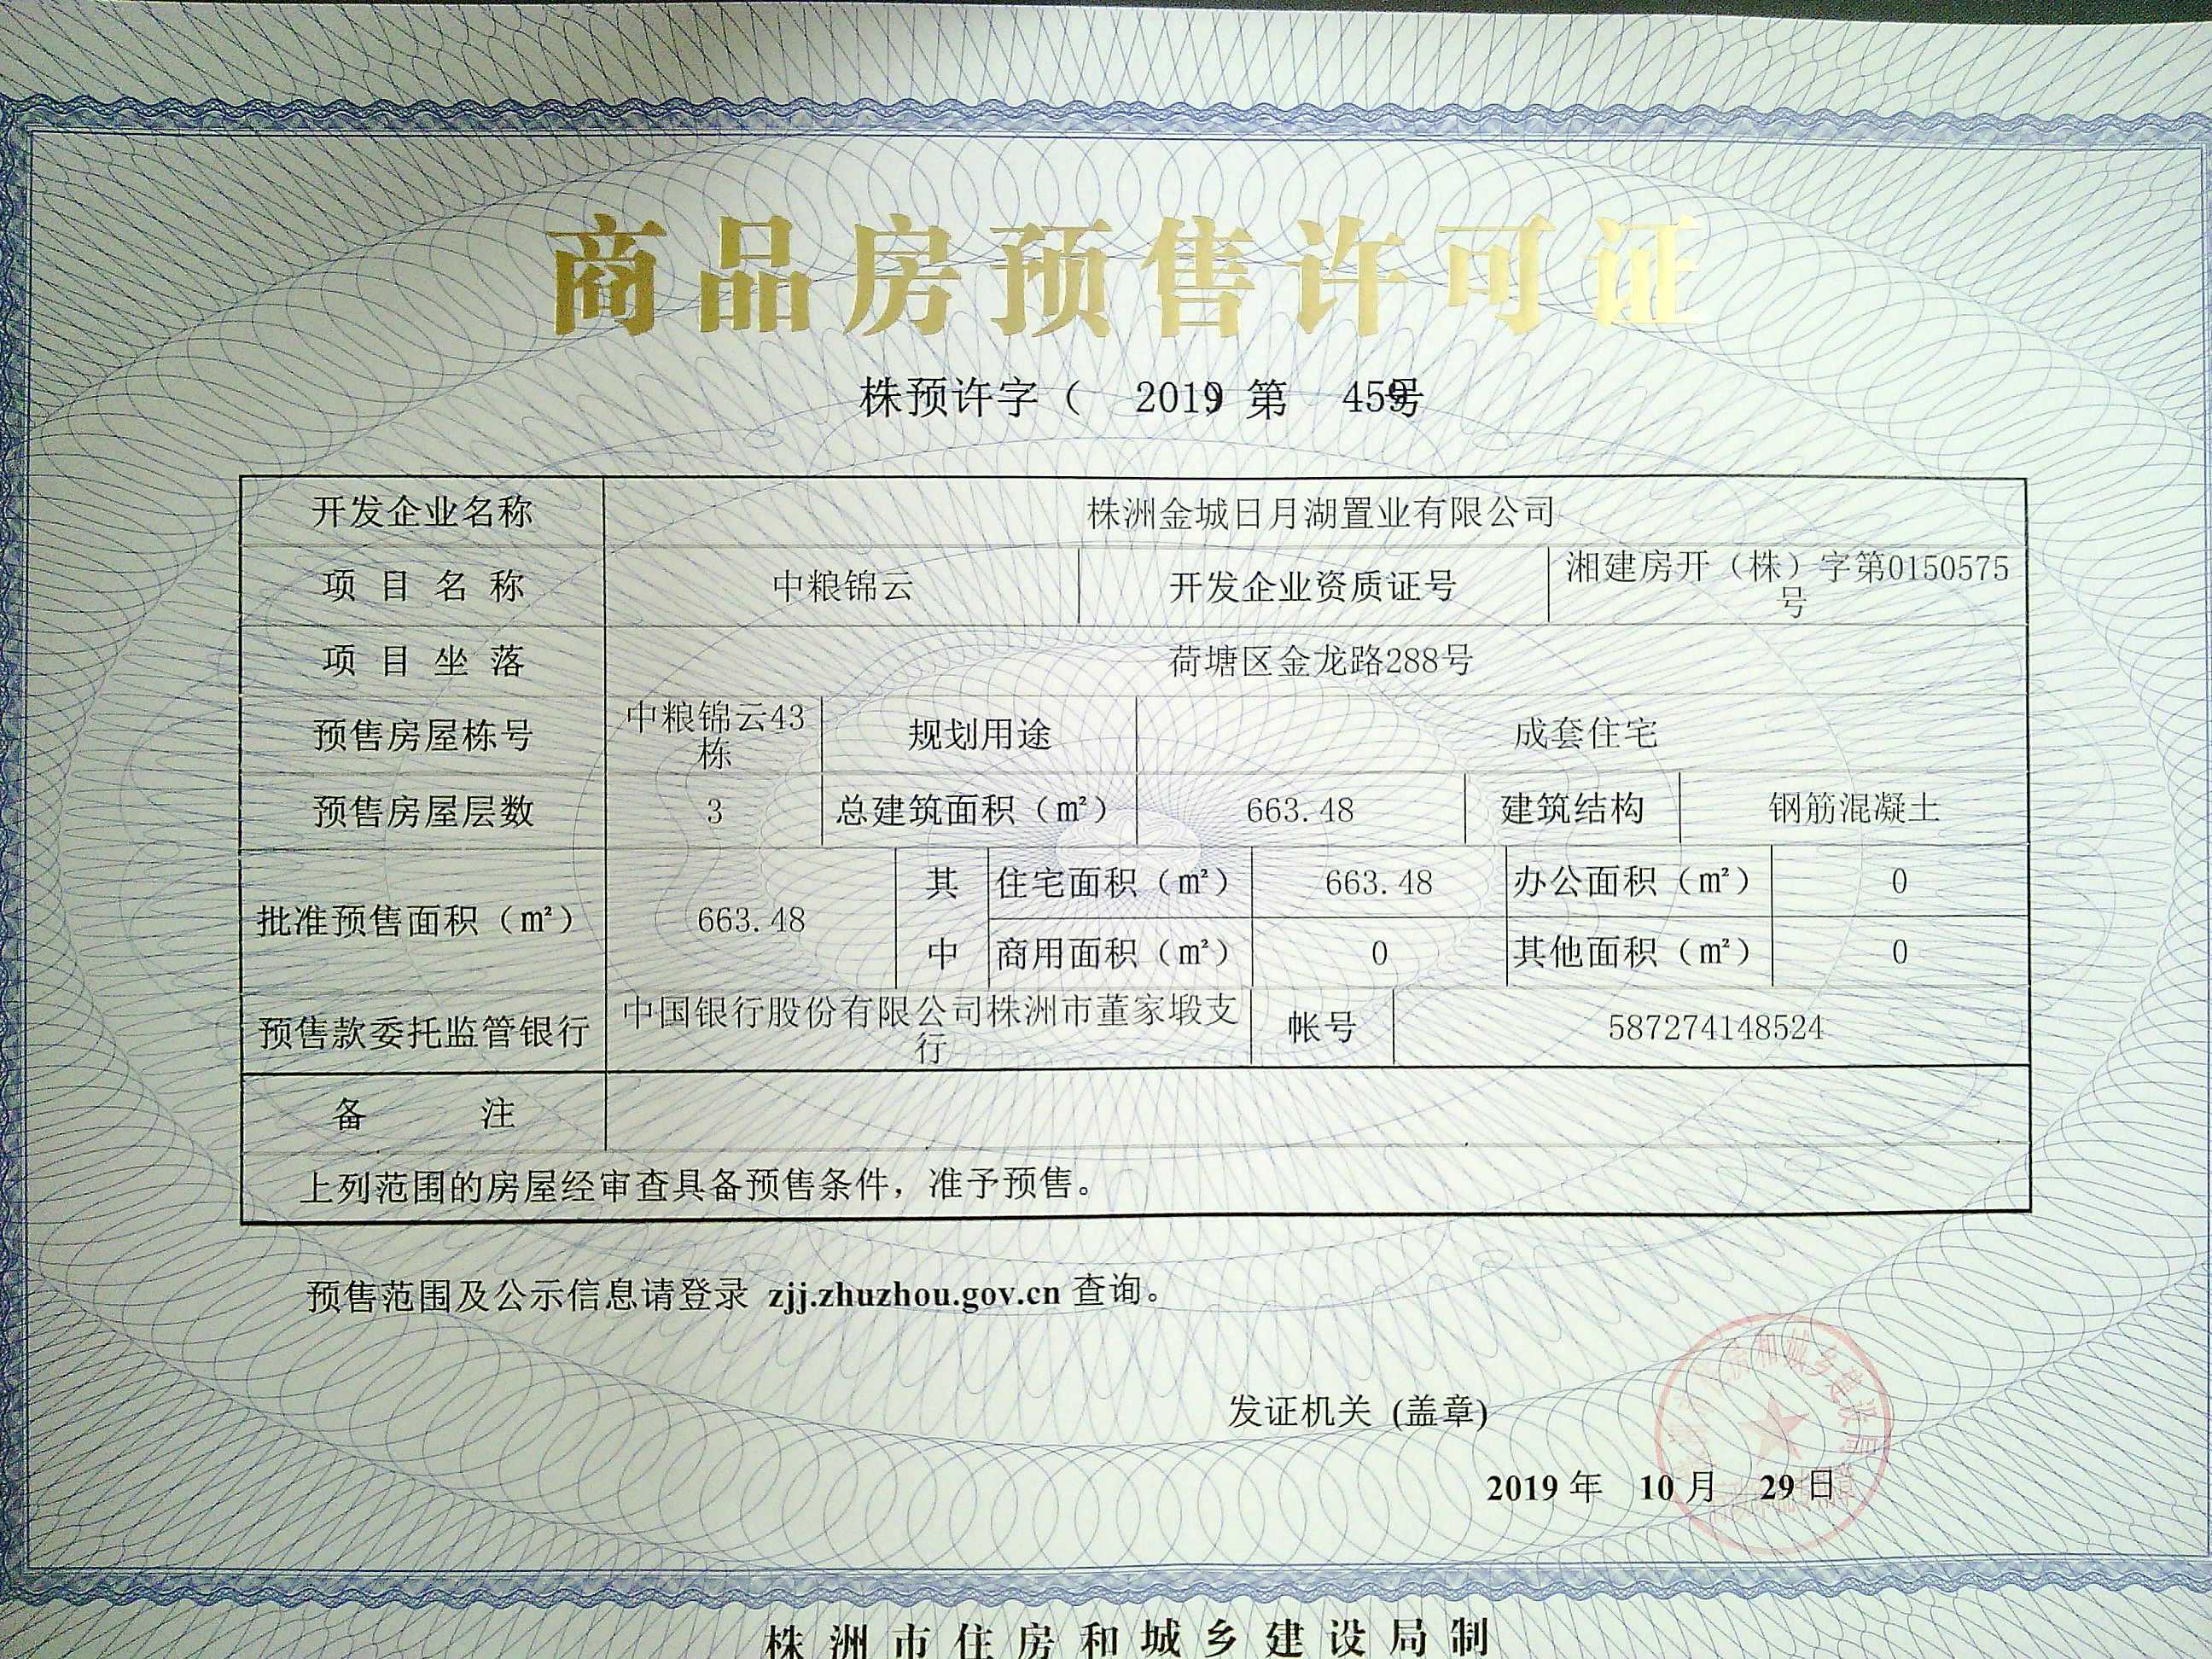 商品房预售许可证
株预许字（ 2019）第 459号
开发企业名称 株洲金城日月湖置业有限公司
项目名称 中粮锦云 开发企业资质证号 湘建房开（株）字第0150575
号
项目坐落 荷塘区金龙路288号
预售房屋栋号 中粮锦云43
栋 规划用途 成套住宅
预售房屋层数 3 总建筑面积（㎡） 663.48 建筑结构 钢筋混凝土
批准预售面积（㎡） 663.48 其 住宅面积（㎡） 663.48 办公面积（㎡） 0
中 商用面积（㎡） 0 其他面积（㎡） 0
预售款委托监管银行 中国银行股份有限公司株洲市董家塅支
行 帐号 587274148524
备注
上列范围的房屋经审查具备预售条件，准予预售。
预售范围及公示信息请登录 zjj.zhuzhou.gov.cn 查询。
发证机关 (盖章)
2019 年 10 月 29 日
株洲市住房和城乡建设局制